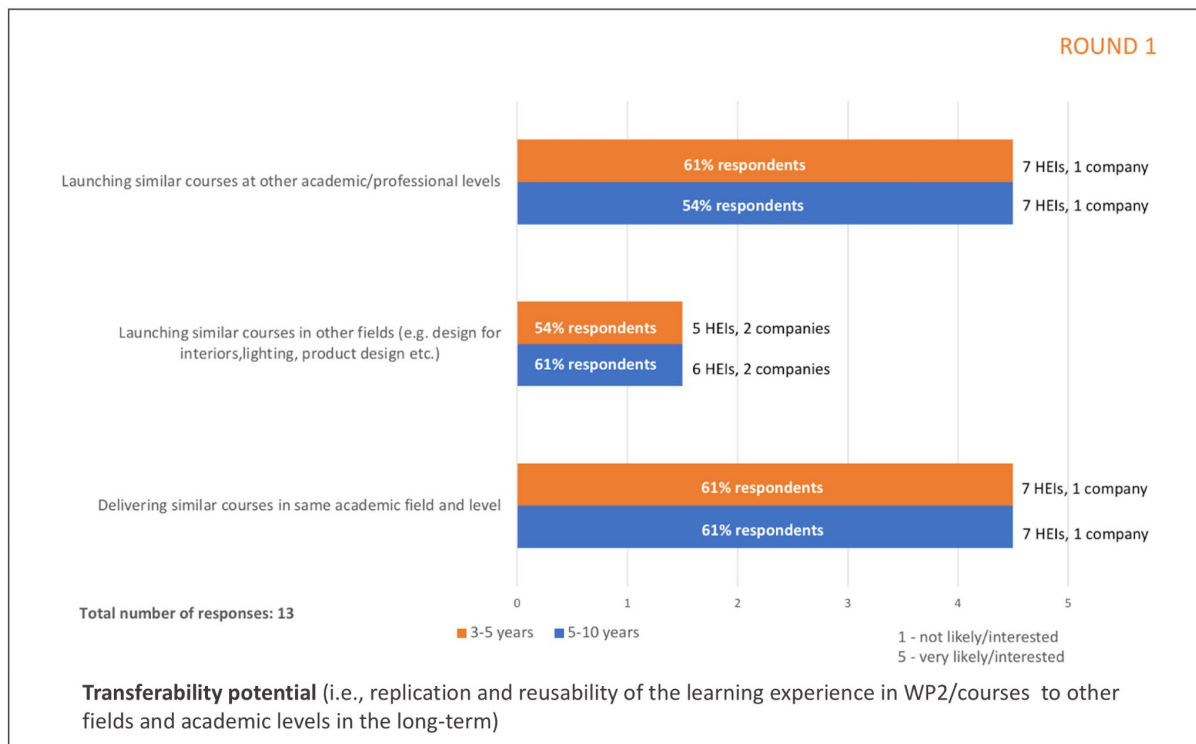 ROUND 1
Launching similar courses at other academic/professional levels
61% respondents
7 HEIs, 1 company
54% respondents
7 HEIs, 1 company
Launching similar courses in other fields (e.g. design for
interiors,lighting, product design etc.)
54% respondents
5 HEIs, 2 companies
61% respondents
6 HEIs, 2 companies
Delivering similar courses in same academic field and level
61% respondents
7 HEIs, 1 company
61% respondents
7 HEIs, 1 company
0 1 2 3 4 5
Total number of responses: 13
3-5 years 5-10 years
1 - not likely/interested
5 - very likely/interested
Transferability potential (i.e., replication and reusability of the learning experience in WP2/courses to other
fields and academic levels in the long-term)